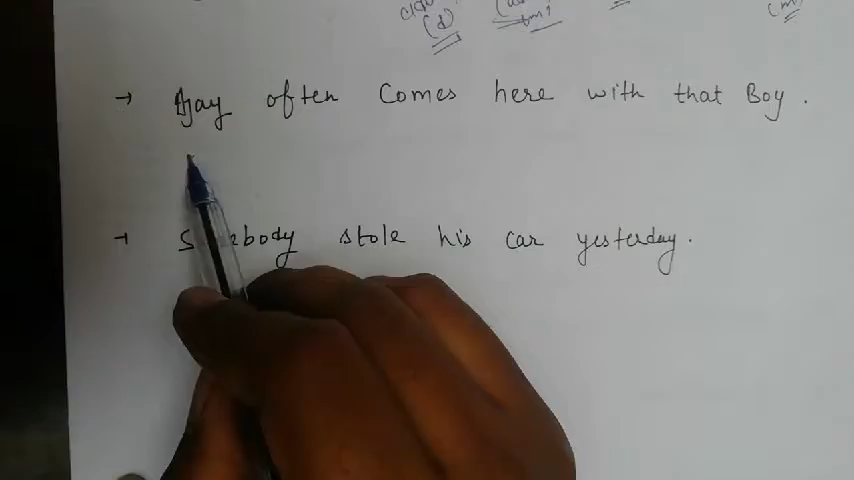 (d) (m)
→ Ajay often Comes here with that Boy.
→ stole his car yesterday.